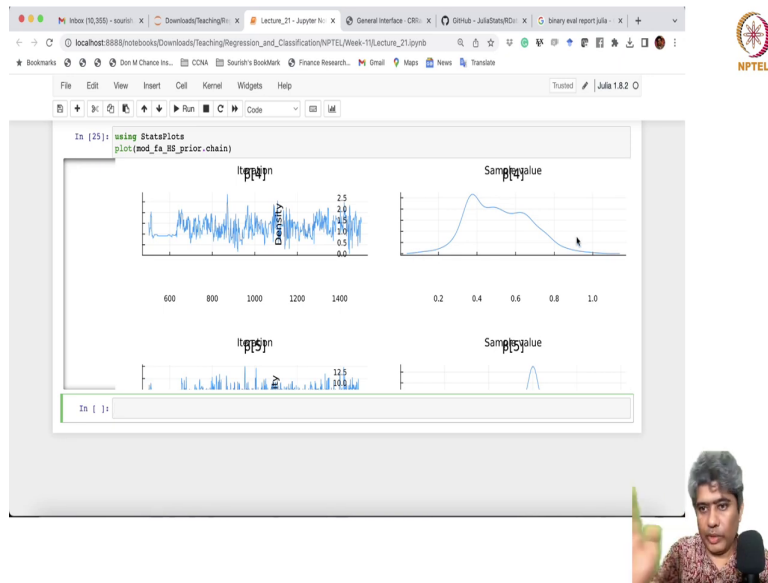 Inbox (10,355) - sourish.
Downloads/Teaching/Re
Lecture_21 - Jupyter No
General Interface - CRRa
GitHub - JuliaStats/RDat
binary eval report julia -
localhost:8888/notebooks/Downloads/Teaching/Regression_and_Classification/NPTEL/Week-11/Lecture_21.ipynb
Bookmarks
Don M Chance Ins...
CCNA
Sourish's BookMark
Finance Research...
Gmail
Maps
News
Translate
File Edit View Insert Cell Kernel Widgets Help
Trusted
Julia 1.8.2
Run
Code
NPTEL
In [25]: using StatsPlots
plot(mod_fa_HS_prior.chain)
Iteration
β[4]
Sample value
β[4]
Density
2.5
2.0
1.5
1.0
0.5
0.0
600 800 1000 1200 1400
0.2 0.4 0.6 0.8 1.0
Iteration
β[5]
Sample value
β[5]
12.5
10.0
In [ ]: